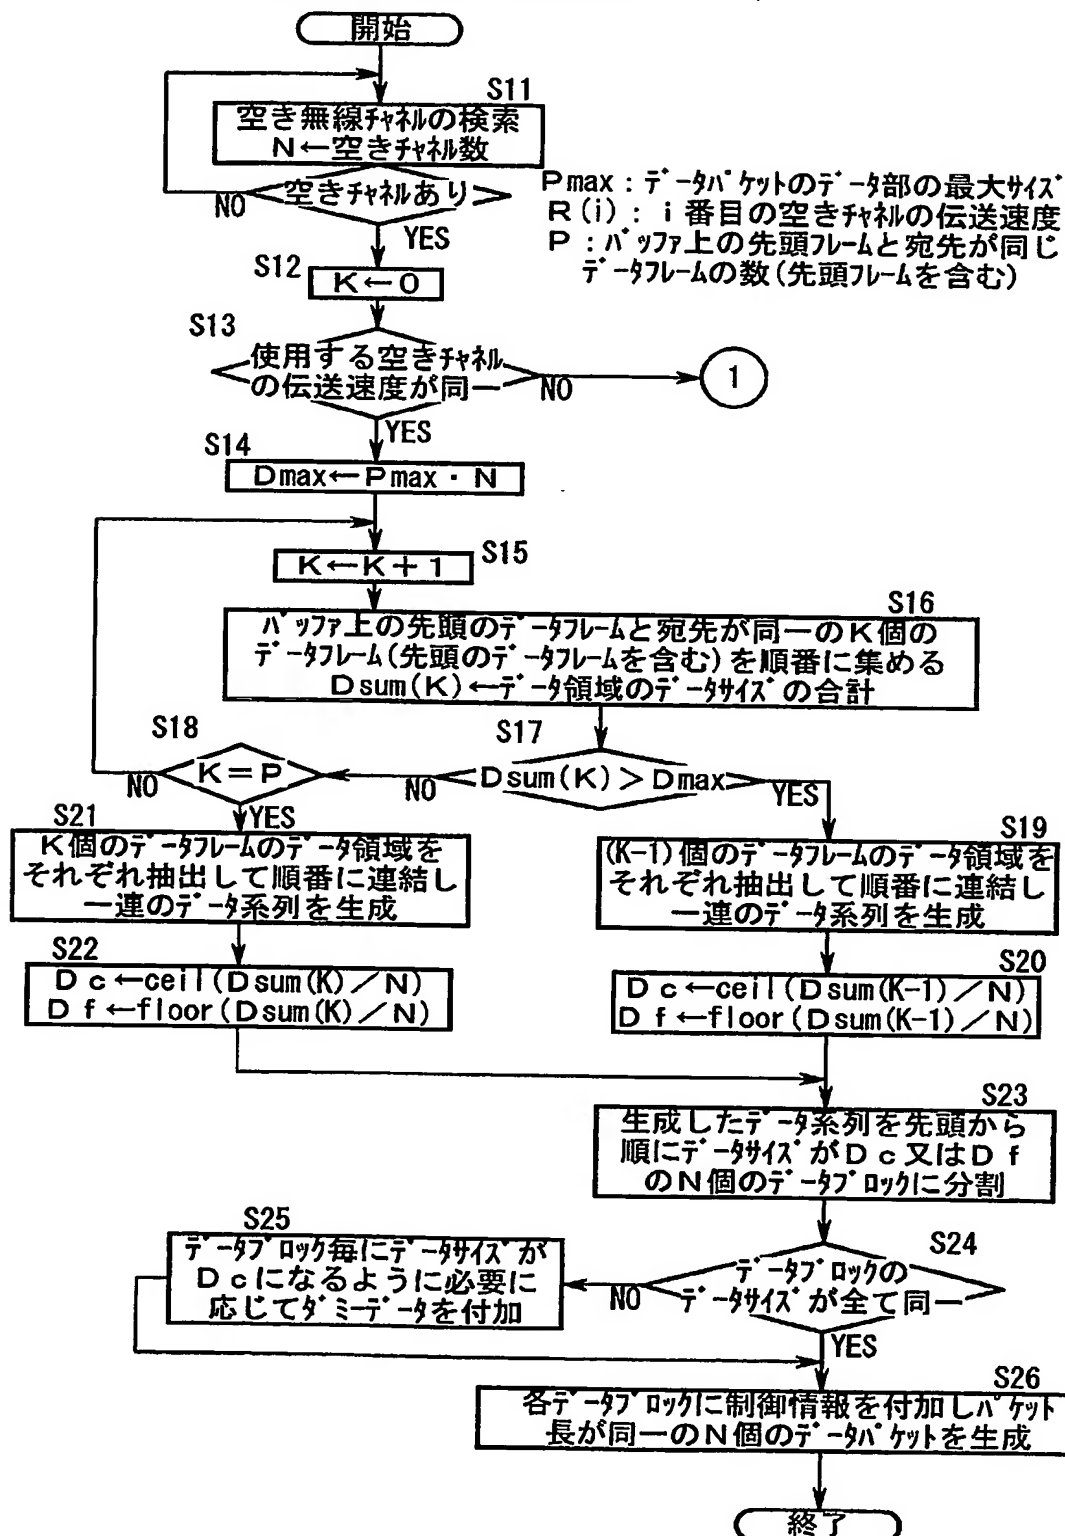 開始
S11
空き無線ﾁｬﾈﾙの検索
N←空きﾁｬﾈﾙ数
空きﾁｬﾈﾙあり
NO
YES
Pmax：ﾃﾞｰﾀﾊﾟｹｯﾄのﾃﾞｰﾀ部の最大ｻｲｽﾞ
R(i)：i番目の空きﾁｬﾈﾙの伝送速度
P：ﾊﾞｯﾌｧ上の先頭ﾌﾚｰﾑと宛先が同じ
ﾃﾞｰﾀﾌﾚｰﾑの数(先頭ﾌﾚｰﾑを含む)
S12
K←0
S13
使用する空きﾁｬﾈﾙ
の伝送速度が同一
NO
1
YES
S14
Dmax←Pmax・N
S15
K←K＋1
S16
ﾊﾞｯﾌｧ上の先頭のﾃﾞｰﾀﾌﾚｰﾑと宛先が同一のK個の
ﾃﾞｰﾀﾌﾚｰﾑ(先頭のﾃﾞｰﾀﾌﾚｰﾑを含む)を順番に集める
Dsum(K)←ﾃﾞｰﾀ領域のﾃﾞｰﾀｻｲｽﾞの合計
S17
Dsum(K)＞Dmax
NO
YES
S18
K＝P
NO
YES
S21
K個のﾃﾞｰﾀﾌﾚｰﾑのﾃﾞｰﾀ領域を
それぞれ抽出して順番に連結し
一連のﾃﾞｰﾀ系列を生成
S19
(K-1)個のﾃﾞｰﾀﾌﾚｰﾑのﾃﾞｰﾀ領域を
それぞれ抽出して順番に連結し
一連のﾃﾞｰﾀ系列を生成
S22
Dc←ceil(Dsum(K)／N)
Df←floor(Dsum(K)／N)
S20
Dc←ceil(Dsum(K-1)／N)
Df←floor(Dsum(K-1)／N)
S23
生成したﾃﾞｰﾀ系列を先頭から
順にﾃﾞｰﾀｻｲｽﾞがDc又はDf
のN個のﾃﾞｰﾀﾌﾞﾛｯｸに分割
S24
ﾃﾞｰﾀﾌﾞﾛｯｸの
ﾃﾞｰﾀｻｲｽﾞが全て同一
NO
YES
S25
ﾃﾞｰﾀﾌﾞﾛｯｸ毎にﾃﾞｰﾀｻｲｽﾞが
Dcになるように必要に
応じてﾀﾞﾐｰﾃﾞｰﾀを付加
S26
各ﾃﾞｰﾀﾌﾞﾛｯｸに制御情報を付加しﾊﾟｹｯﾄ
長が同一のN個のﾃﾞｰﾀﾊﾟｹｯﾄを生成
終了